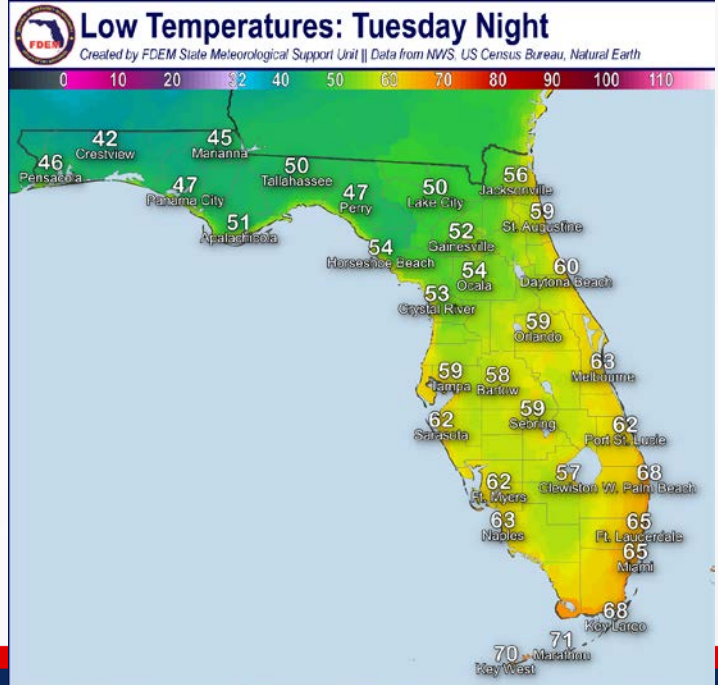 Low Temperatures: Tuesday Night
FDEM
Created by FDEM State Meteorological Support Unit || Data from NWS, US Census Bureau, Natural Earth
0 10 20 32 40 50 60 70 80 90 100 110
42
Crestview
45
Marianna
46
Pensacola
50
Tallahassee
47
Panama City
47
Perry
50
Lake City
56
Jacksonville
51
Apalachicola
59
St. Augustine
52
Gainesville
54
Horseshoe Beach
54
Ocala
60
Daytona Beach
53
Crystal River
59
Orlando
63
Melbourne
59
Tampa
58
Bartow
59
Sebring
62
Sarasota
62
Port St. Lucie
62
Ft. Myers
57
Clewiston
68
W. Palm Beach
63
Naples
65
Ft. Lauderdale
65
Miami
68
Key Largo
71
Marathon
70
Key West